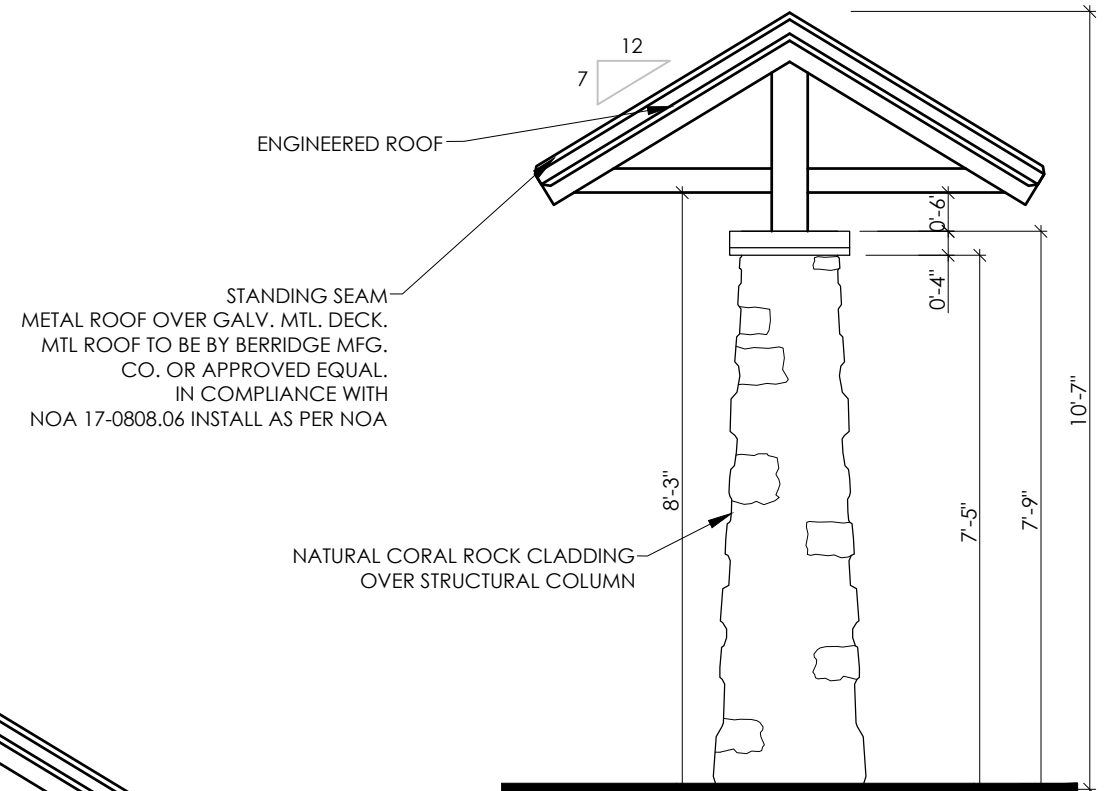 12
7
ENGINEERED ROOF
STANDING SEAM
METAL ROOF OVER GALV. MTL. DECK.
MTL ROOF TO BE BY BERRIDGE MFG.
CO. OR APPROVED EQUAL.
IN COMPLIANCE WITH
NOA 17-0808.06 INSTALL AS PER NOA
0'-6"
0'-4"
10'-7"
8'-3"
7'-5"
7'-9"
NATURAL CORAL ROCK CLADDING
OVER STRUCTURAL COLUMN